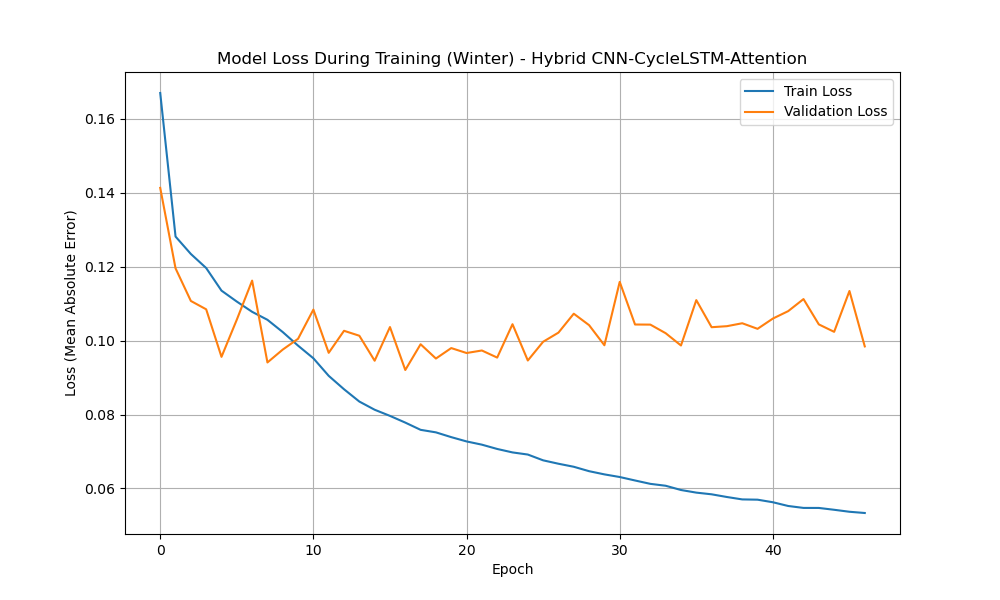 Model Loss During Training (Winter) - Hybrid CNN-CycleLSTM-Attention
Train Loss
Validation Loss
Loss (Mean Absolute Error)
0.16
0.14
0.12
0.10
0.08
0.06
0
10
20
30
40
Epoch